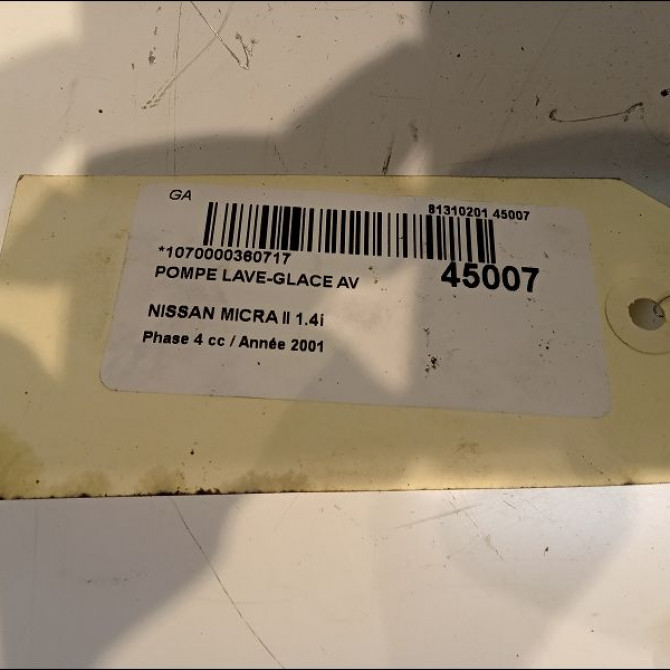 GA
81310201 45007
*1070000360717
45007
POMPE LAVE-GLACE AV
NISSAN MICRA II 1.4i
Phase 4 cc / Année 2001